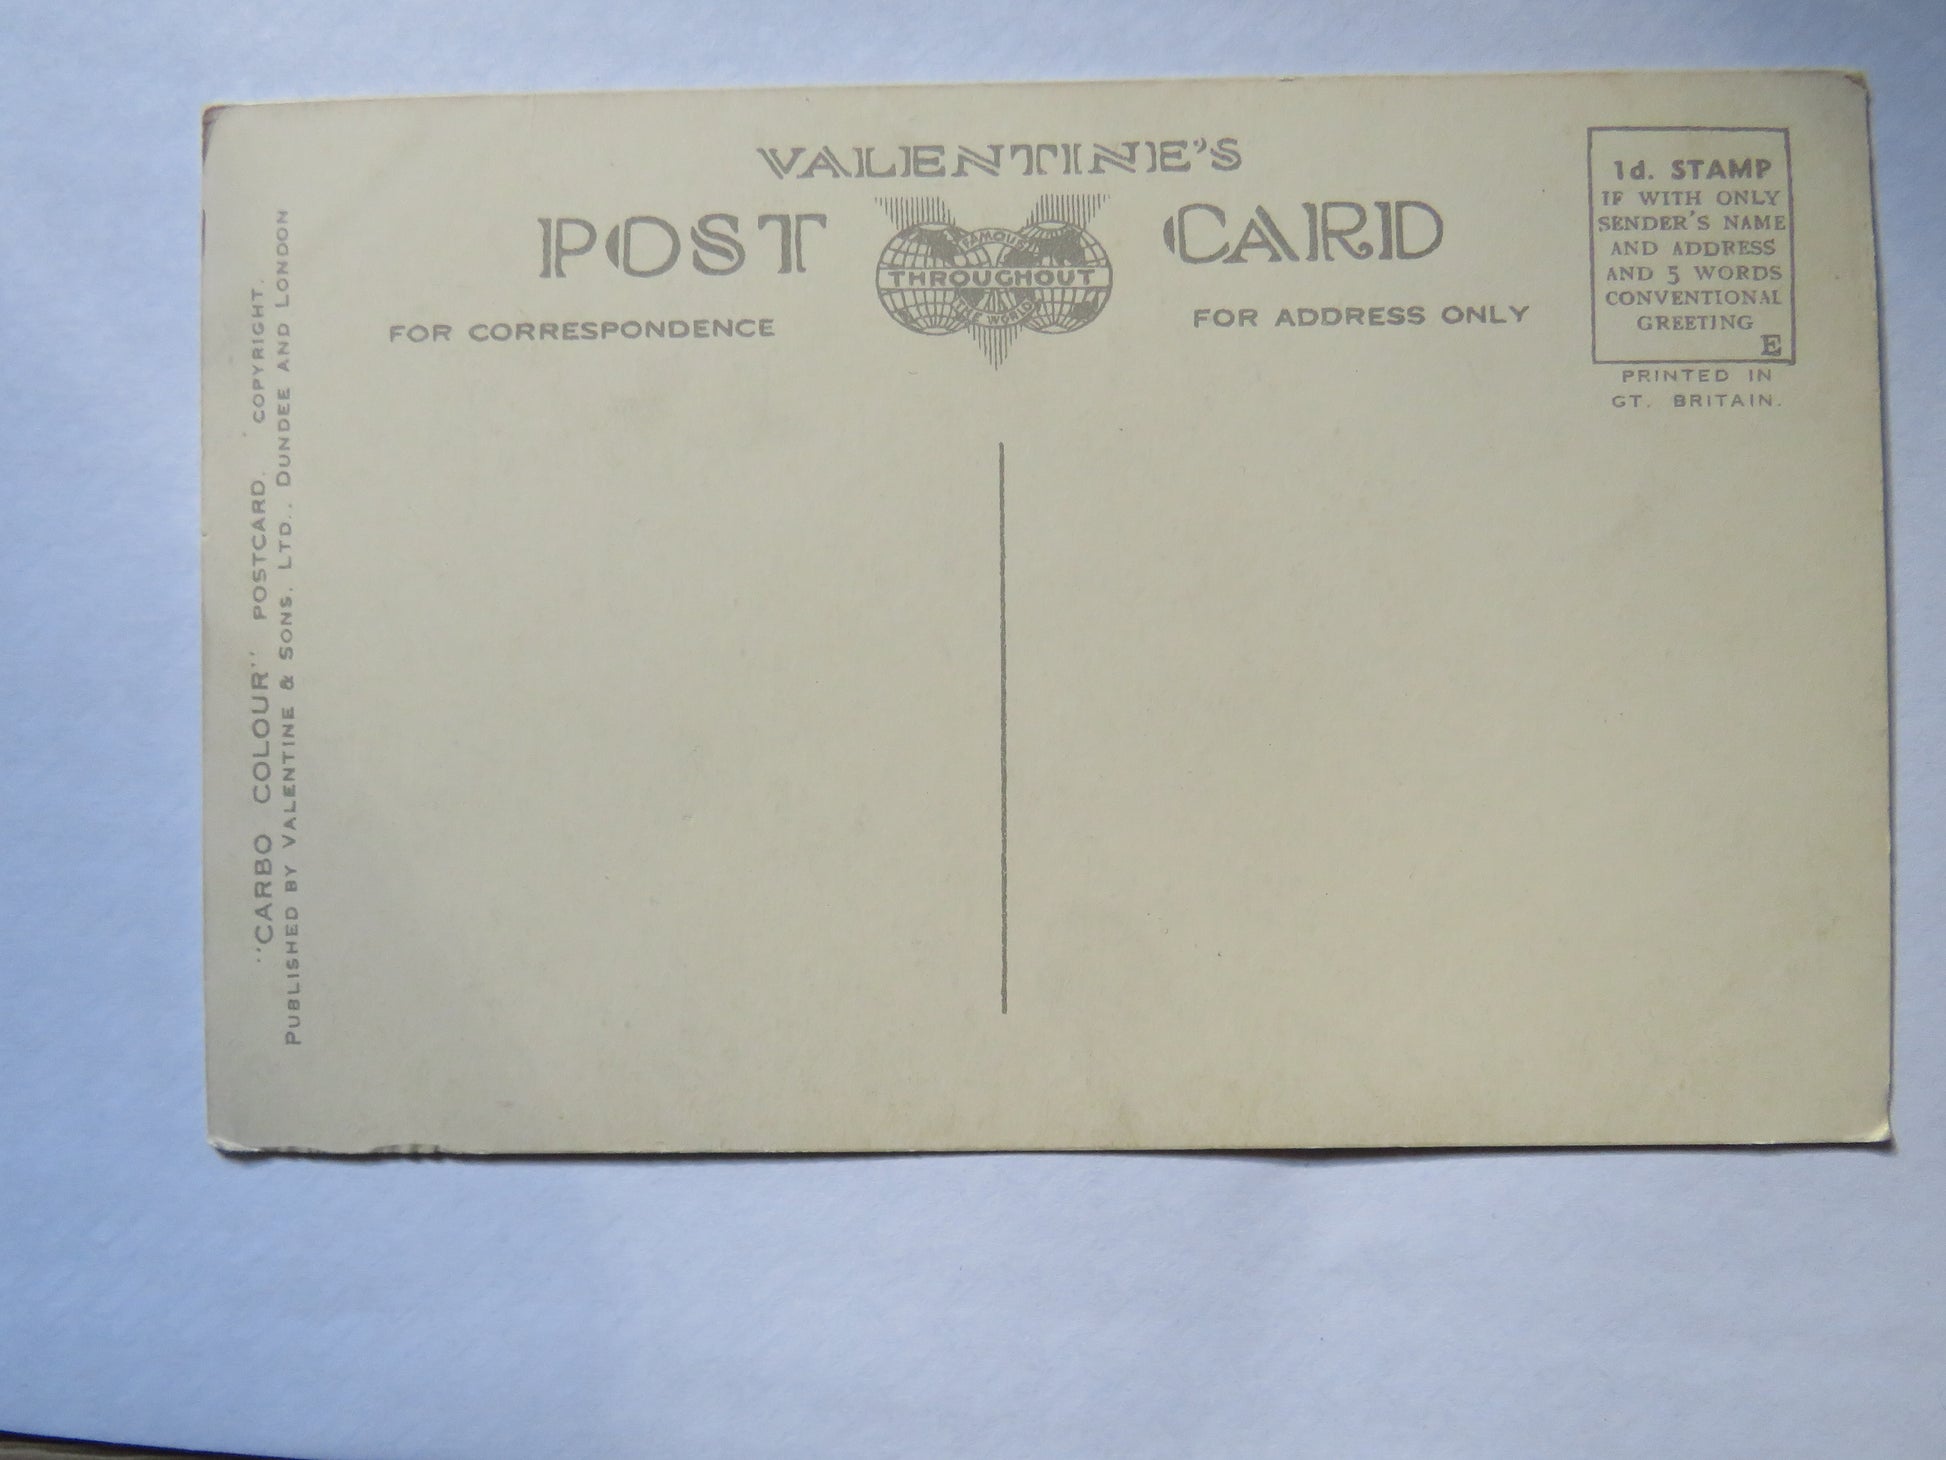 VALENTINE'S
POST CARD
FAMOUS
THROUGHOUT
THE WORLD
FOR CORRESPONDENCE
FOR ADDRESS ONLY
1d. STAMP
IF WITH ONLY
SENDER'S NAME
AND ADDRESS
AND 5 WORDS
CONVENTIONAL
GREETING
E
PRINTED IN
GT. BRITAIN.
"CARBO COLOUR" POSTCARD. COPYRIGHT.
PUBLISHED BY VALENTINE & SONS. LTD., DUNDEE AND LONDON